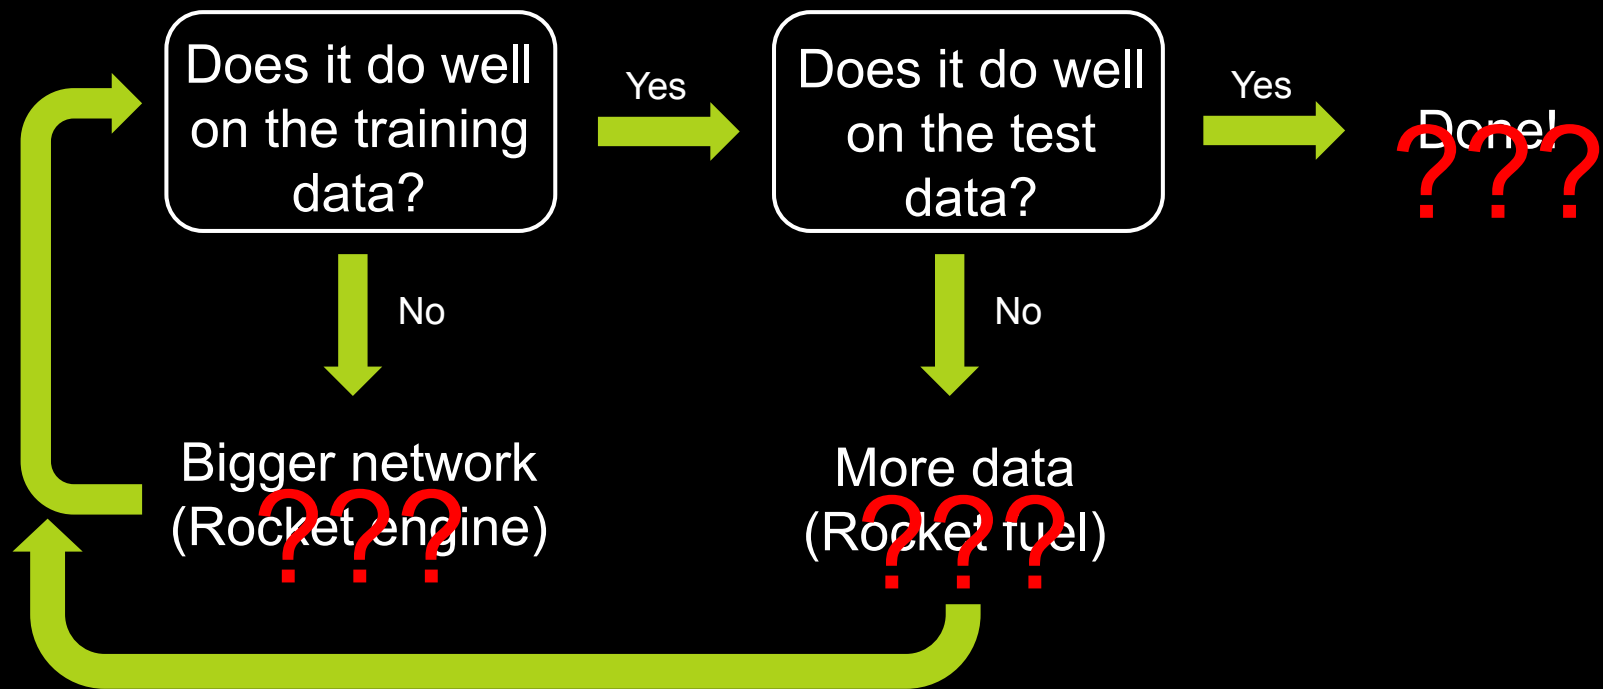 Does it do well
on the training
data?
Yes
Does it do well
on the test
data?
Yes
Done!
???
No
No
Bigger network
(Rocket engine)
???
More data
(Rocket fuel)
???